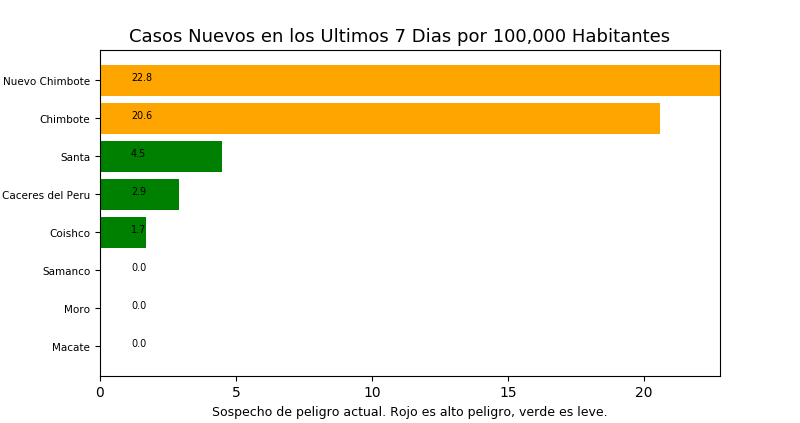 Casos Nuevos en los Ultimos 7 Dias por 100,000 Habitantes
Nuevo Chimbote 22.8
Chimbote 20.6
Santa 4.5
Caceres del Peru 2.9
Coishco 1.7
Samanco 0.0
Moro 0.0
Macate 0.0
0 5 10 15 20
Sospecho de peligro actual. Rojo es alto peligro, verde es leve.